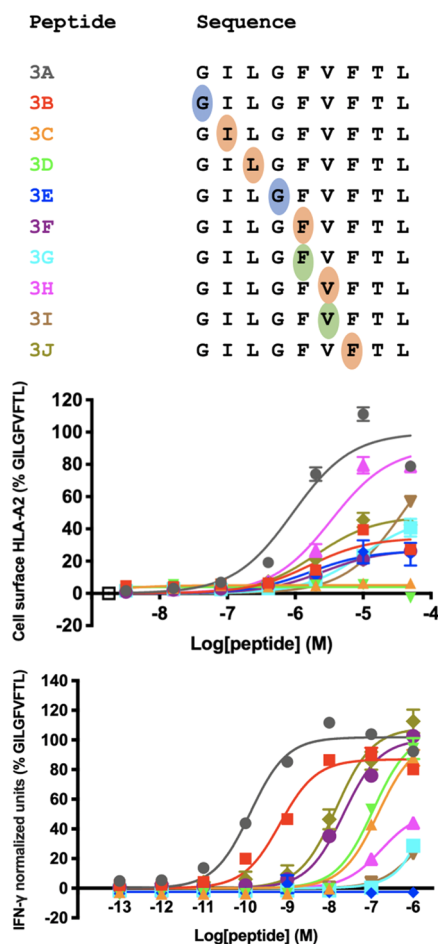 Peptide Sequence
3A G I L G F V F T L
3B G I L G F V F T L
3C G I L G F V F T L
3D G I L G F V F T L
3E G I L G F V F T L
3F G I L G F V F T L
3G G I L G F V F T L
3H G I L G F V F T L
3I G I L G F V F T L
3J G I L G F V F T L
Cell surface HLA-A2 (% GILGFVFTL)
120
100
80
60
40
20
0
-20
-8 -7 -6 -5 -4
Log[peptide] (M)
IFN-γ normalized units (% GILGFVFTL)
140
120
100
80
60
40
20
0
-20
-13 -12 -11 -10 -9 -8 -7 -6
Log[peptide] (M)